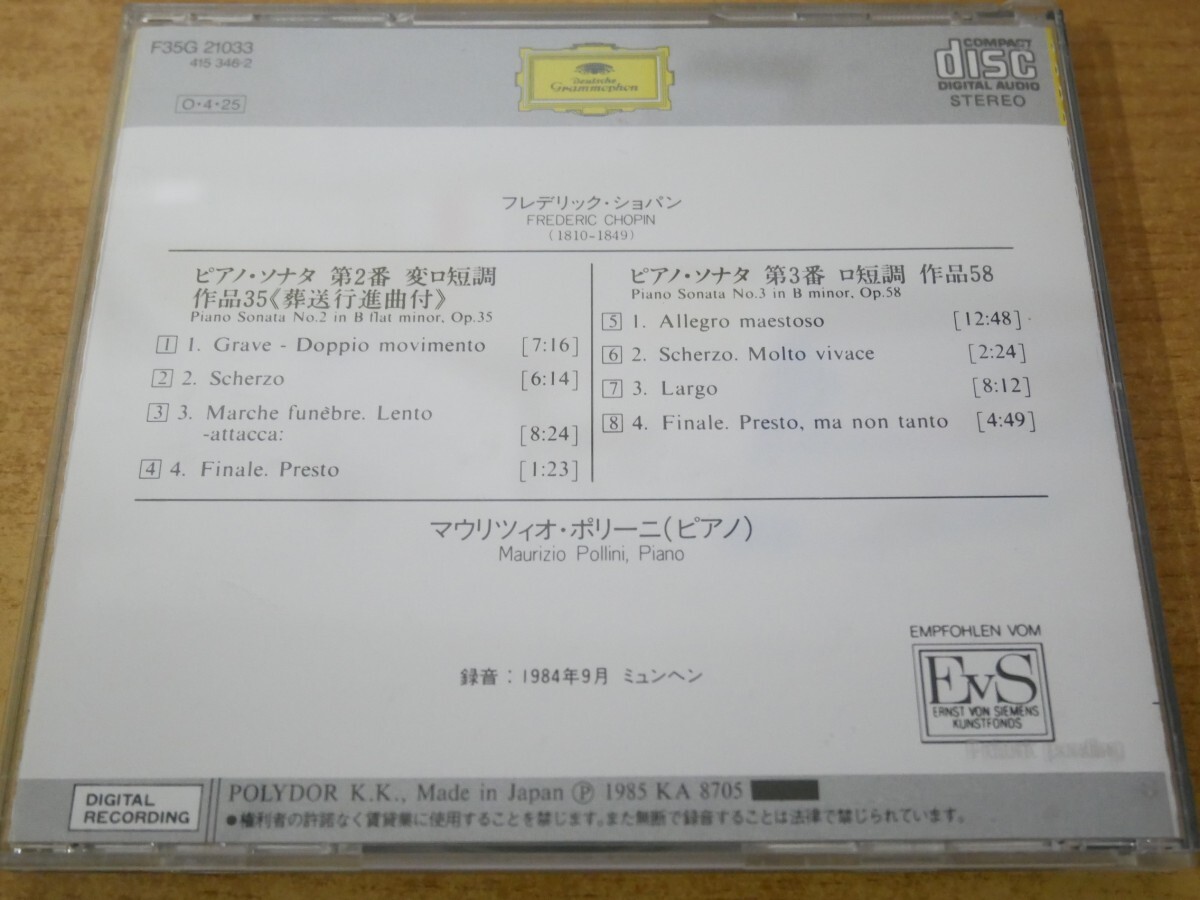 F35G 21033
415 346-2
O・4・25
Deutsche
Grammophon
COMPACT
disc
DIGITAL AUDIO
STEREO
フレデリック・ショパン
FREDERIC CHOPIN
(1810-1849)
ピアノ・ソナタ 第2番 変ロ短調
作品35《葬送行進曲付》
Piano Sonata No.2 in B flat minor, Op.35
1 1. Grave - Doppio movimento [7:16]
2 2. Scherzo [6:14]
3 3. Marche funèbre. Lento
-attacca: [8:24]
4 4. Finale. Presto [1:23]
ピアノ・ソナタ 第3番 ロ短調 作品58
Piano Sonata No.3 in B minor, Op.58
5 1. Allegro maestoso [12:48]
6 2. Scherzo. Molto vivace [2:24]
7 3. Largo [8:12]
8 4. Finale. Presto, ma non tanto [4:49]
マウリツィオ・ポリーニ(ピアノ)
Maurizio Pollini, Piano
録音：1984年9月 ミュンヘン
EMPFOHLEN VOM
EvS
ERNST VON SIEMENS
KUNSTFONDS
Patent pending
DIGITAL
RECORDING
POLYDOR K.K., Made in Japan Ⓟ 1985 KA 8705
●権利者の許諾なく賃貸業に使用することを禁じます。また無断で録音することは法律で禁じられています。